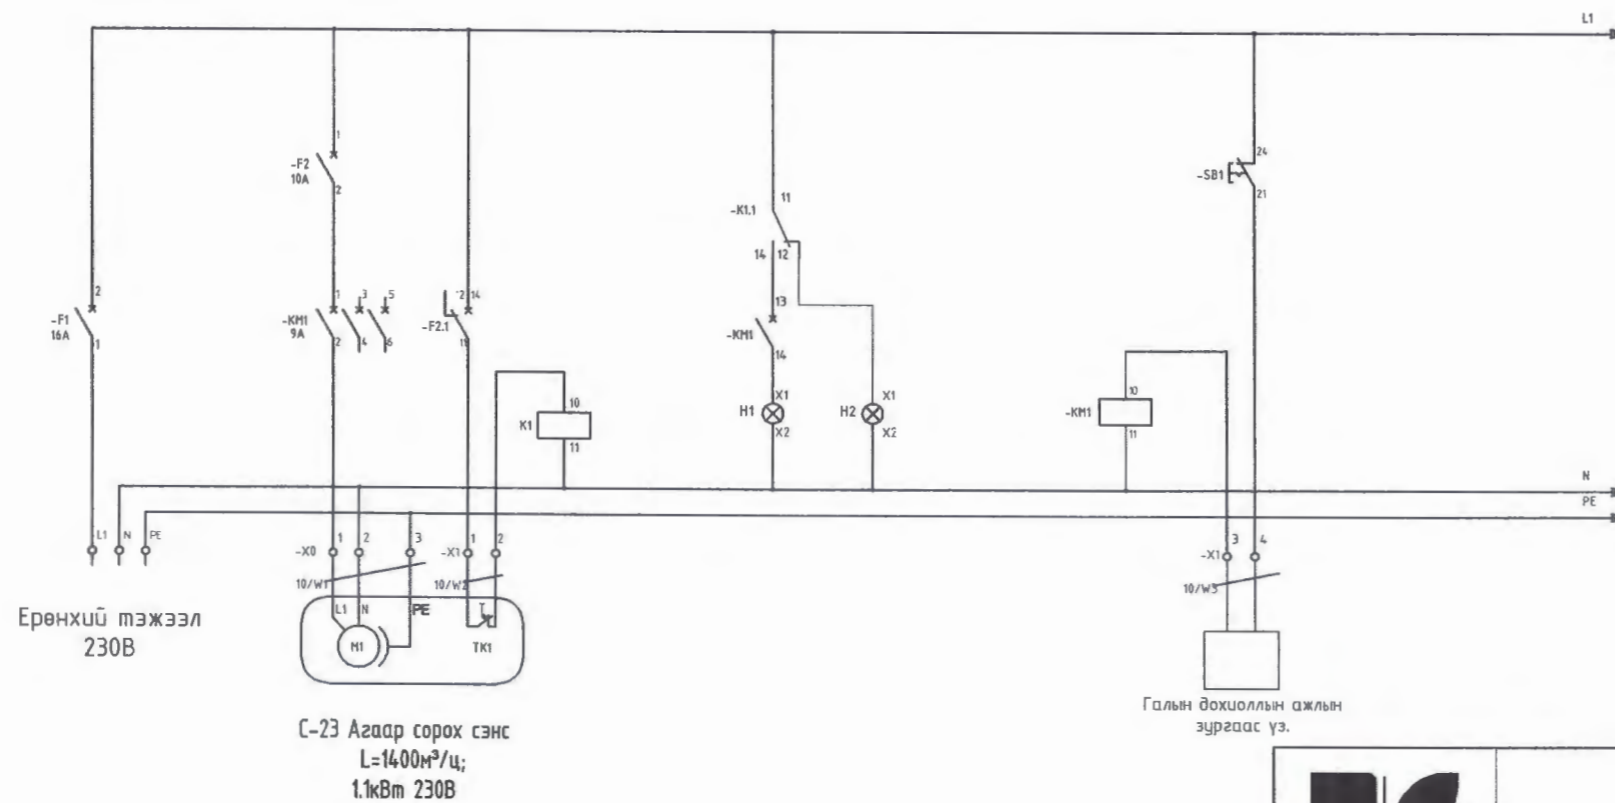 L1
1
-F2
10A
2
24
-SB1
21
11
-K1.1
14 12
2
-F1
16A
1
1 3 5
-KM1
9A
2 4 6
12 14
-F2.1
11
13
-KM1
14
10
K1
11
X1
H1
X2
X1
H2
X2
10
-KM1
11
N
PE
L1 N PE
-X0 1 2 3
-X1 1 2
-X1 3 4
10/W1
10/W2
10/W3
L1 N PE
T
M1
TK1
Ерөнхий тэжээл
230В
С-23 Агаар сорох сэнс
L=1400м³/ц;
1.1кВт 230В
Галын дохиоллын ажлын
зургаас үз.